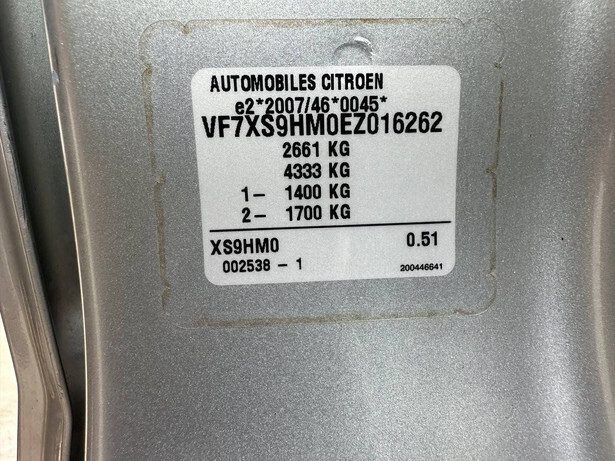 AUTOMOBILES CITROEN
e2*2007/46*0045*
VF7XS9HM0EZ016262
2661 KG
4333 KG
1- 1400 KG
2- 1700 KG
XS9HM0 0.51
002538 - 1 200446641